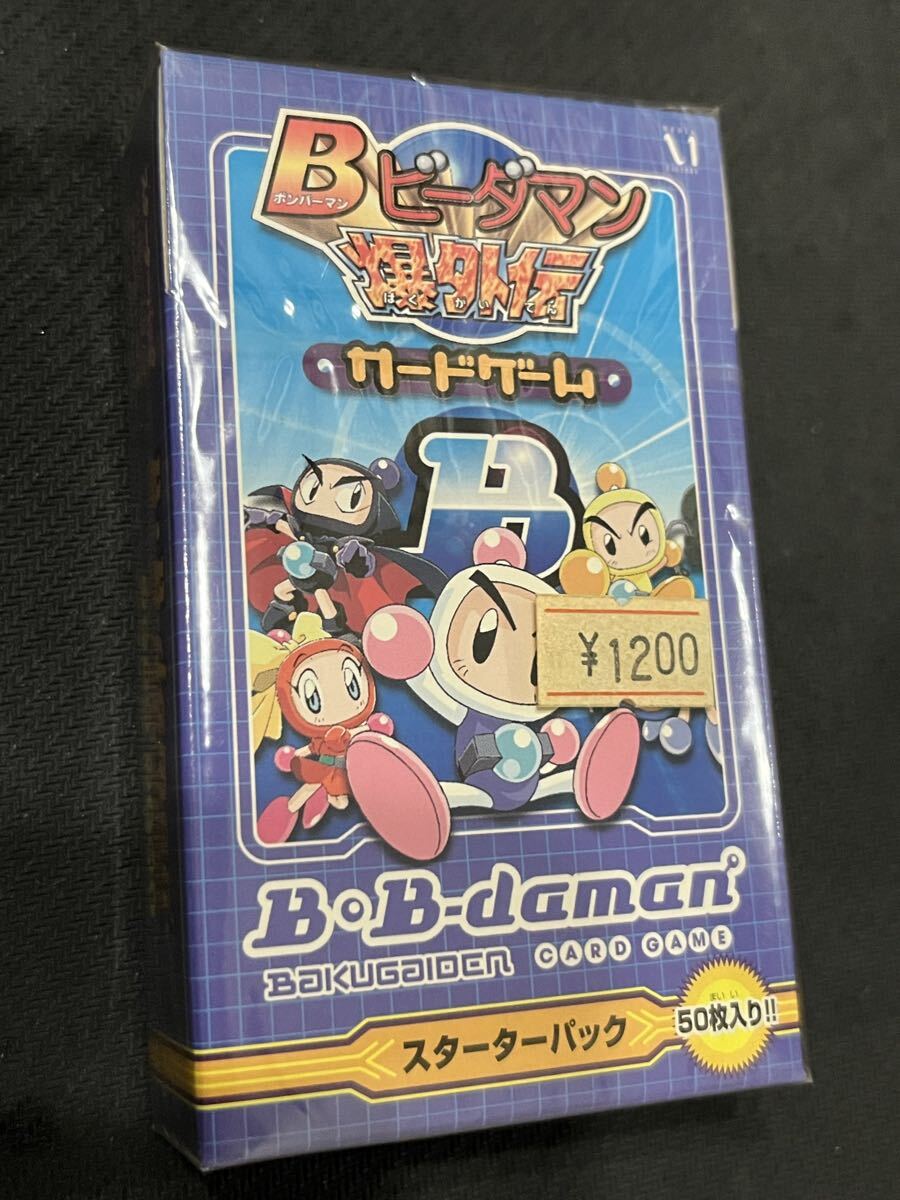 B ビーダマン
ボンバーマン
爆外伝
ばく がい でん
カードゲーム
B
¥1200
B・B-daman
BAKUGAIDEN CARD GAME
スターターパック
まい い
50枚入り!!